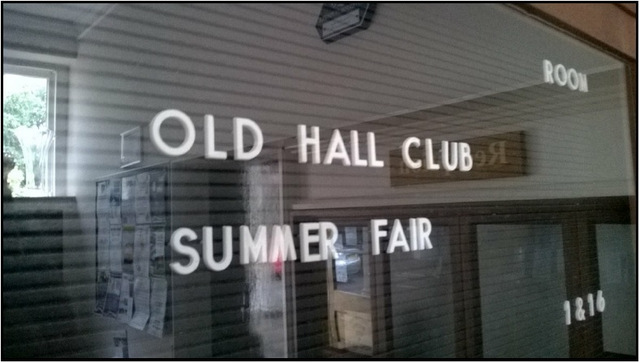 ROOM
OLD HALL CLUB
SUMMER FAIR
1&16